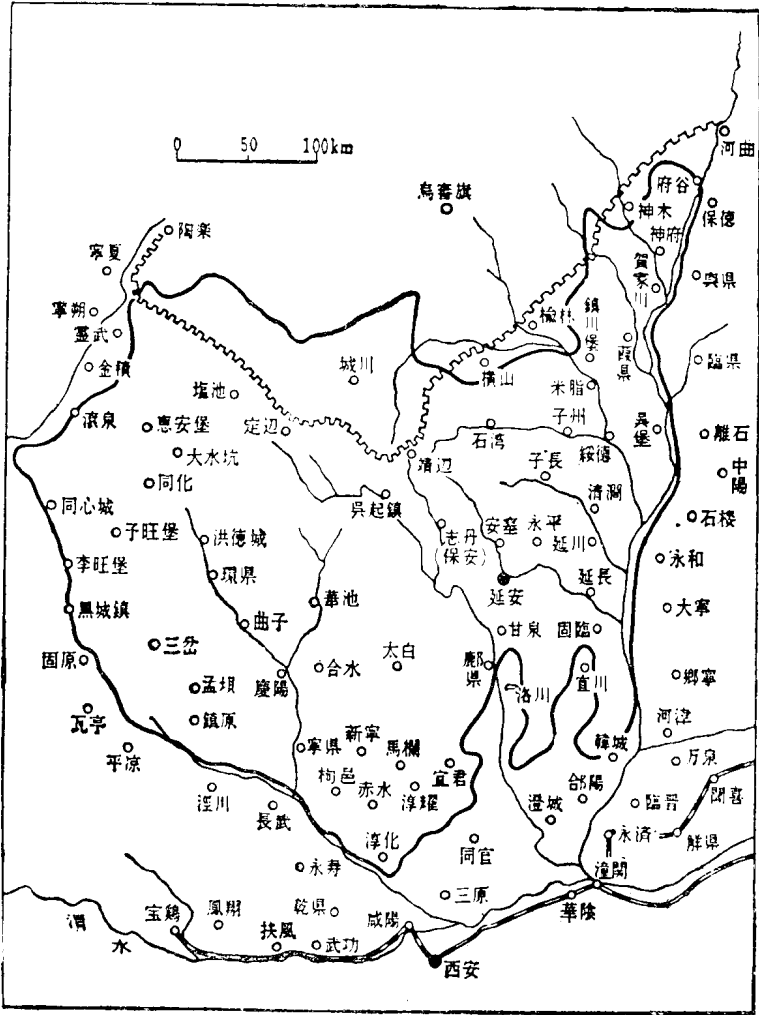 0 50 100km
河曲
府谷
烏審旗
神木
保徳
神府
陶楽
寧夏
賀家川
興県
寧朔
楡林
鎮川堡
霊武
葭県
臨県
金積
城川
横山
塩池
米脂
滾泉
恵安堡
定辺
子州
呉堡
石湾
綏徳
離石
大水坑
靖辺
子長
中陽
同化
呉起鎮
清澗
同心城
石楼
子旺堡
洪徳城
志丹
(保安)
安塞
永平
延川
李旺堡
環県
永和
延安
延長
黒城鎮
華池
大寧
曲子
甘泉
固臨
三岔
太白
固原
合水
鄜県
宜川
慶陽
郷寧
孟垻
洛川
瓦亭
鎮原
河津
新寧
平凉
寧県
馬欄
韓城
万泉
栒邑
宜君
聞喜
涇川
赤水
淳耀
郃陽
臨晋
長武
澄城
永済
解県
淳化
同官
永寿
潼関
三原
渭水
宝鶏
鳳翔
乾県
咸陽
華陰
扶風
武功
西安